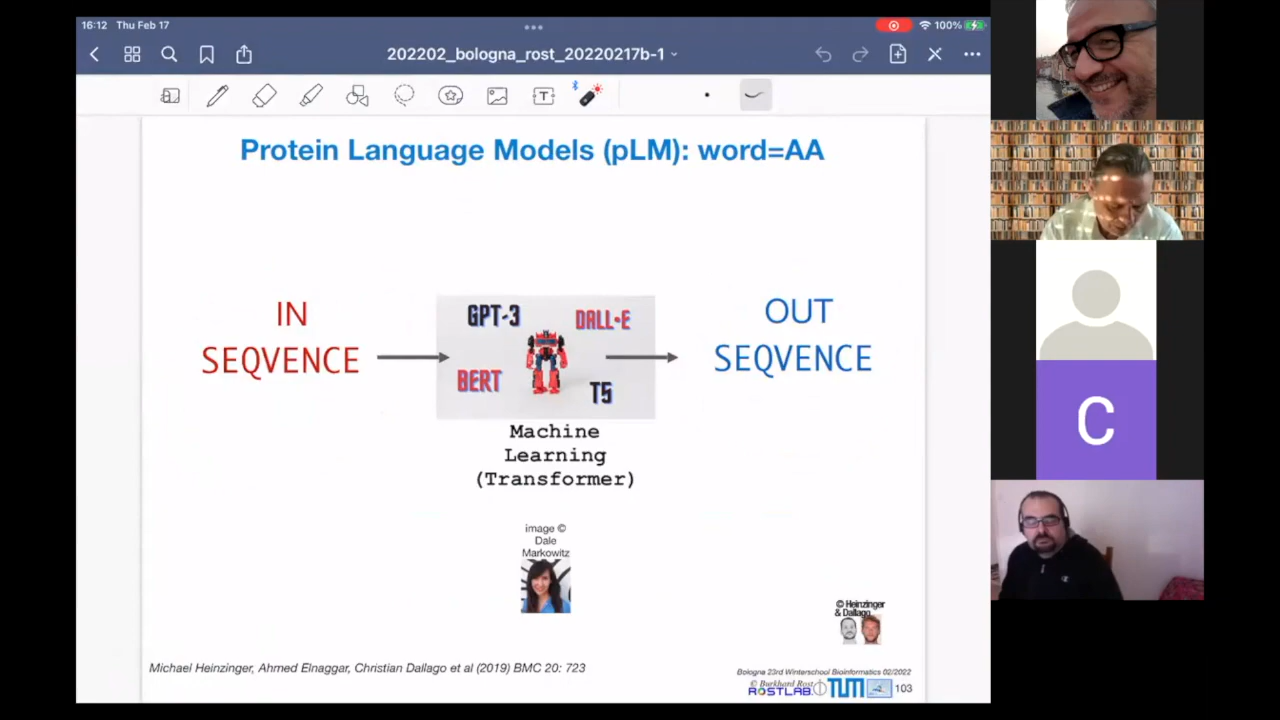 16:12 Thu Feb 17
100%
202202_bologna_rost_20220217b-1
T
Protein Language Models (pLM): word=AA
IN
SEQVENCE
GPT-3
DALL•E
BERT
T5
OUT
SEQVENCE
Machine
Learning
(Transformer)
image ©
Dale
Markowitz
© Heinzinger
& Dallago
Michael Heinzinger, Ahmed Elnaggar, Christian Dallago et al (2019) BMC 20: 723
Bologna 23rd Winterschool Bioinformatics 02/2022
© Burkhard Rost
ROSTLAB
TUM
103
C